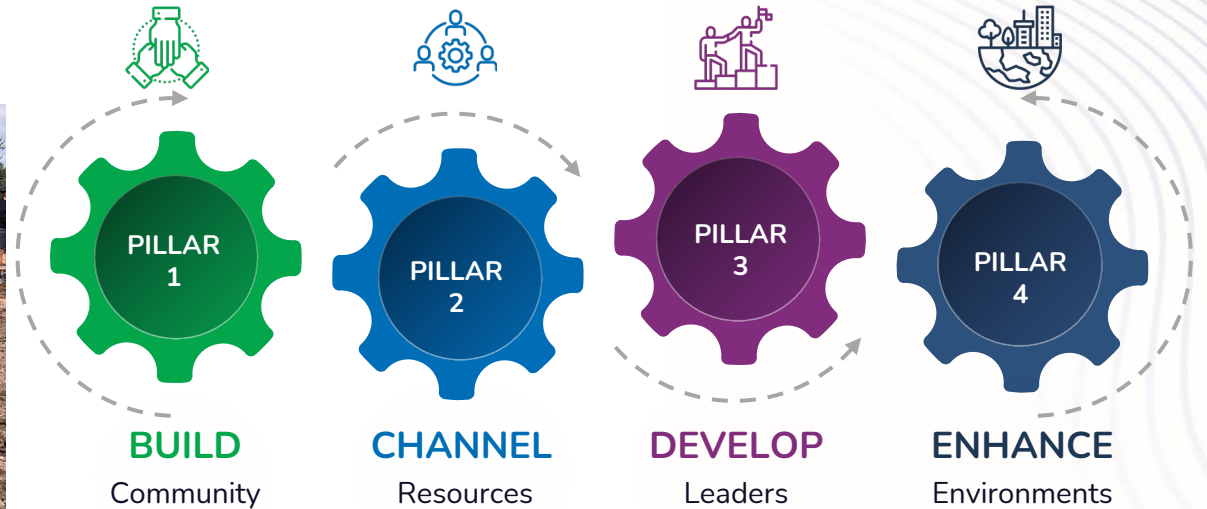 PILLAR
1
PILLAR
2
PILLAR
3
PILLAR
4
BUILD
Community
CHANNEL
Resources
DEVELOP
Leaders
ENHANCE
Environments